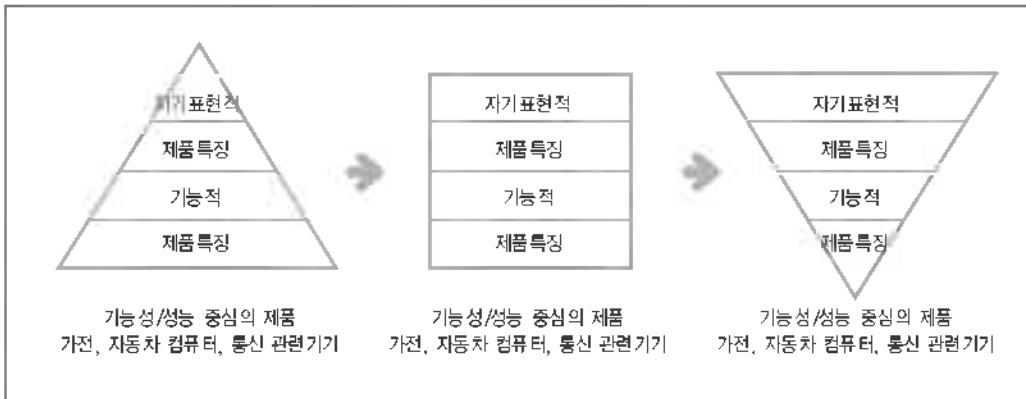 자기표현적
제품특징
기능적
제품특징
기능성/성능 중심의 제품
가전, 자동차 컴퓨터, 통신 관련기기
자기표현적
제품특징
기능적
제품특징
기능성/성능 중심의 제품
가전, 자동차 컴퓨터, 통신 관련기기
자기표현적
제품특징
기능적
제품특징
기능성/성능 중심의 제품
가전, 자동차 컴퓨터, 통신 관련기기